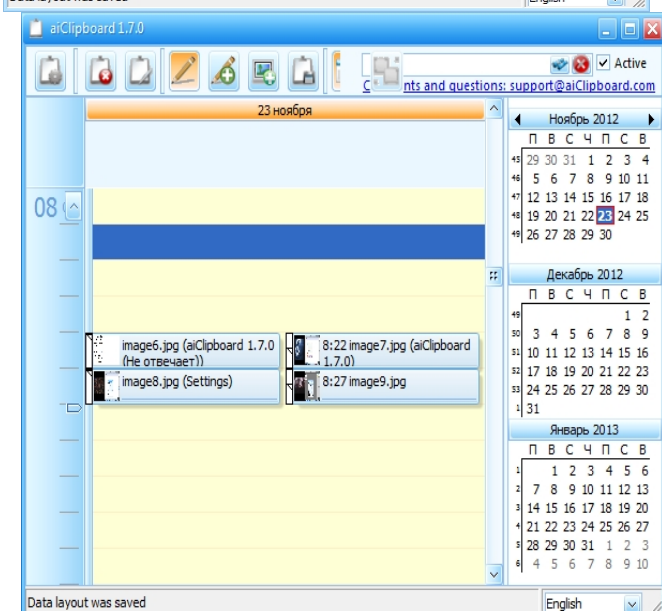 Data layout was saved
English
aiClipboard 1.7.0
Active
nts and questions: support@aiClipboard.com
23 ноября
08
image6.jpg (aiClipboard 1.7.0
(Не отвечает))
8:22 image7.jpg (aiClipboard
1.7.0)
image8.jpg (Settings)
8:27 image9.jpg
Ноябрь 2012
П В С Ч П С В
45 29 30 31 1 2 3 4
46 5 6 7 8 9 10 11
47 12 13 14 15 16 17 18
48 19 20 21 22 23 24 25
49 26 27 28 29 30
Декабрь 2012
П В С Ч П С В
49 1 2
50 3 4 5 6 7 8 9
51 10 11 12 13 14 15 16
52 17 18 19 20 21 22 23
53 24 25 26 27 28 29 30
1 31
Январь 2013
П В С Ч П С В
1 1 2 3 4 5 6
2 7 8 9 10 11 12 13
3 14 15 16 17 18 19 20
4 21 22 23 24 25 26 27
5 28 29 30 31 1 2 3
6 4 5 6 7 8 9 10
Data layout was saved
English